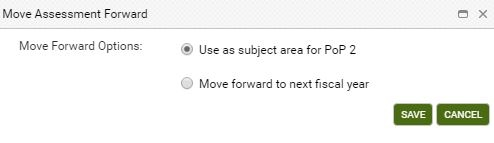 Move Assessment Forward
Move Forward Options:
Use as subject area for PoP 2
Move forward to next fiscal year
SAVE CANCEL